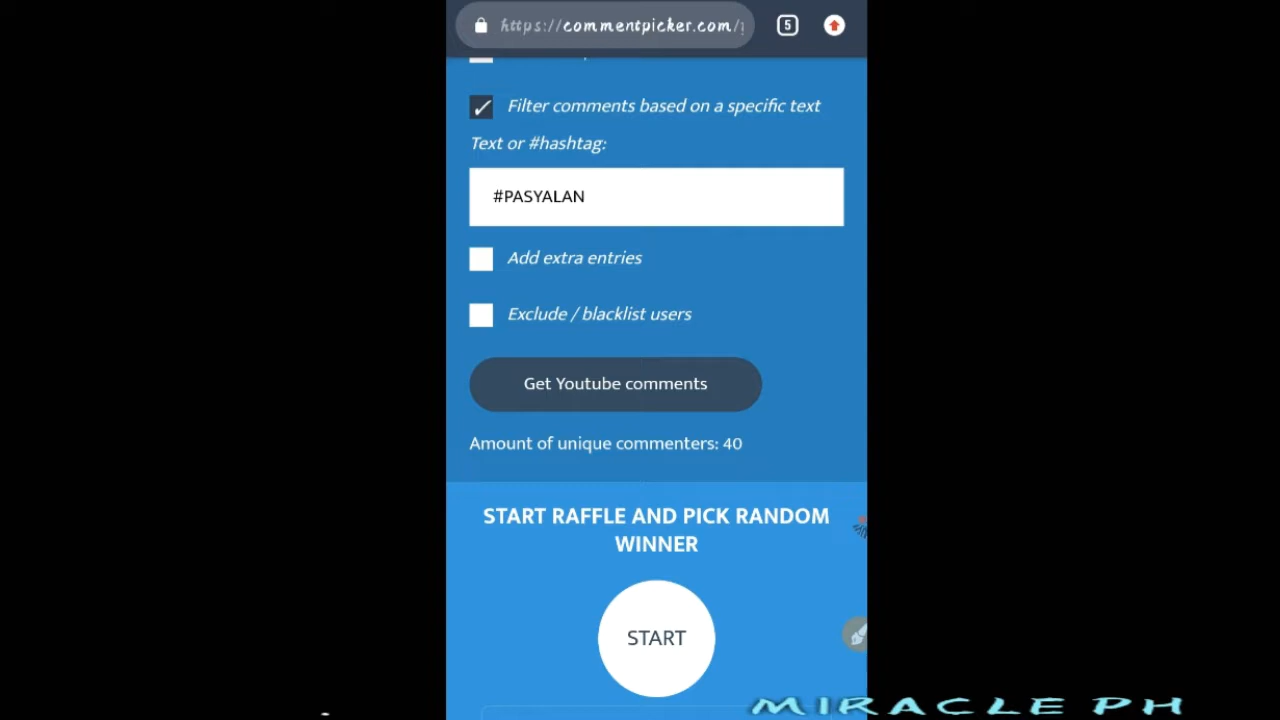 https://commentpicker.com/
5
Filter comments based on a specific text
Text or #hashtag:
#PASYALAN
Add extra entries
Exclude / blacklist users
Get Youtube comments
Amount of unique commenters: 40
START RAFFLE AND PICK RANDOM
WINNER
START
MIRACLE PH